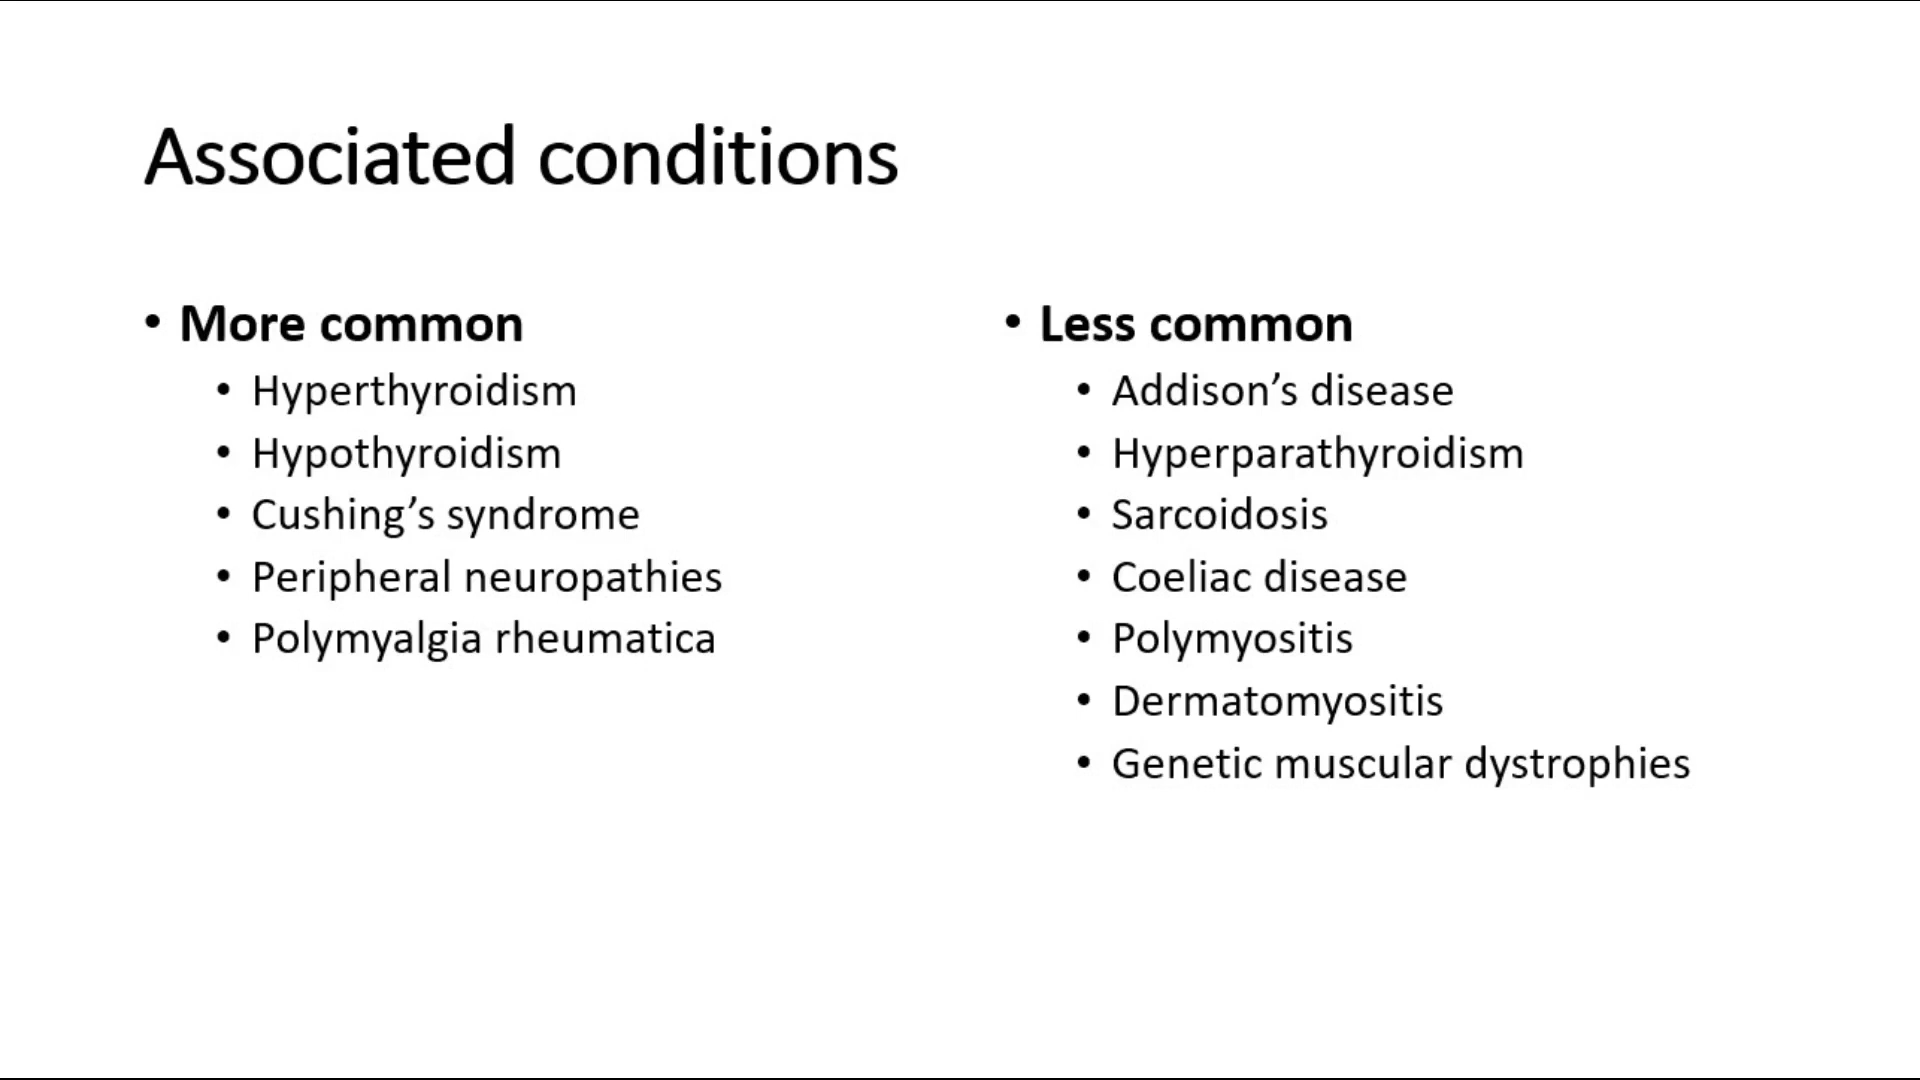 Associated conditions
• More common
• Hyperthyroidism
• Hypothyroidism
• Cushing’s syndrome
• Peripheral neuropathies
• Polymyalgia rheumatica
• Less common
• Addison’s disease
• Hyperparathyroidism
• Sarcoidosis
• Coeliac disease
• Polymyositis
• Dermatomyositis
• Genetic muscular dystrophies